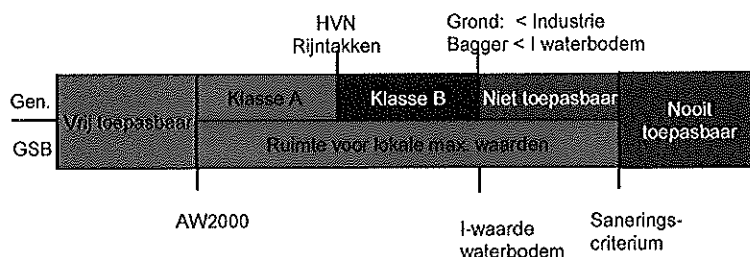 HVN
Rijntakken
Grond: < Industrie
Bagger < I waterbodem
Gen.
GSB
Vrij toepasbaar
Klasse A
Klasse B
Niet toepasbaar
Nooit
toepasbaar
Ruimte voor lokale max. waarden
AW2000
I-waarde
waterbodem
Sanerings-
criterium